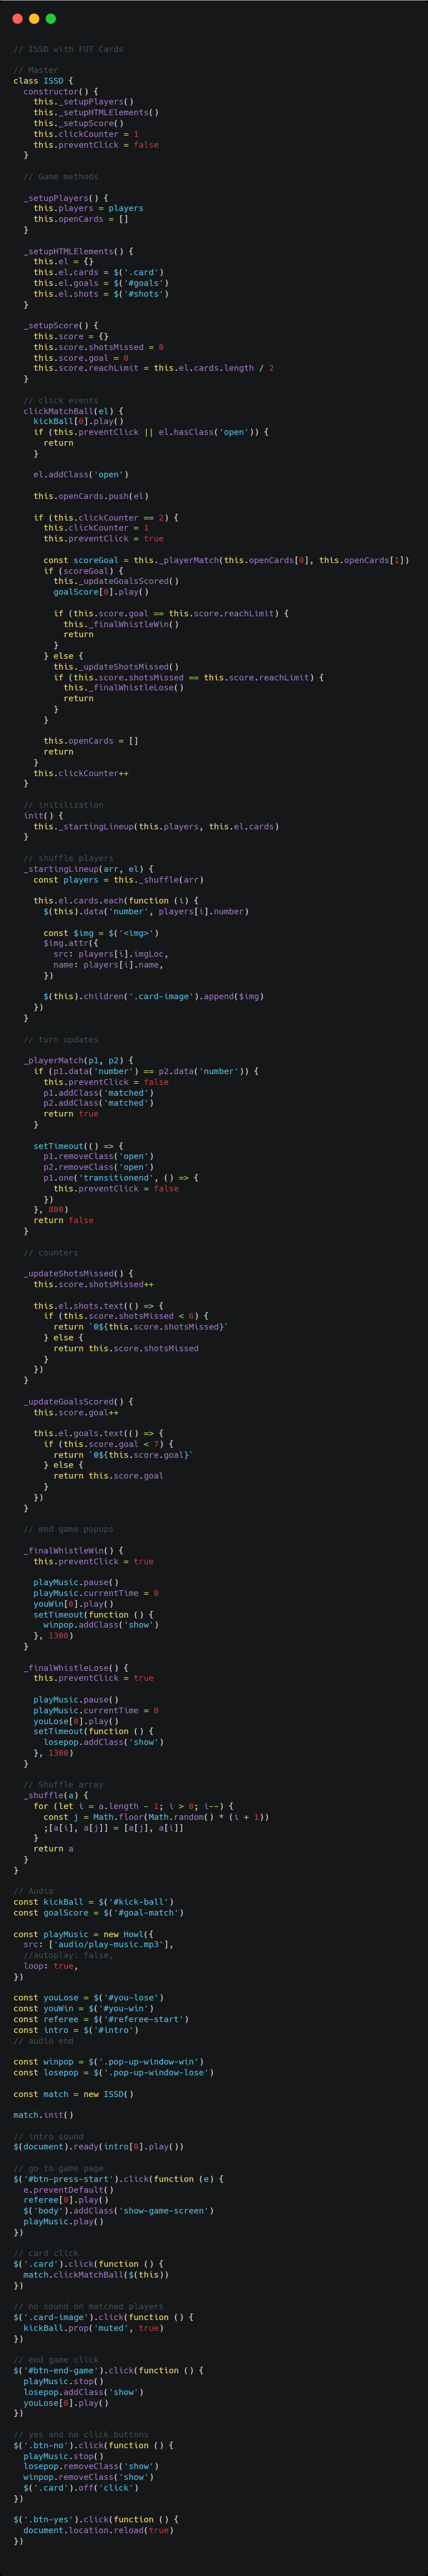 // ISSD with FUT Cards

// Master
class ISSD {
  constructor() {
    this._setupPlayers()
    this._setupHTMLElements()
    this._setupScore()
    this.clickCounter = 1
    this.preventClick = false
  }

  // Game methods

  _setupPlayers() {
    this.players = players
    this.openCards = []
  }

  _setupHTMLElements() {
    this.el = {}
    this.el.cards = $('.card')
    this.el.goals = $('#goals')
    this.el.shots = $('#shots')
  }

  _setupScore() {
    this.score = {}
    this.score.shotsMissed = 0
    this.score.goal = 0
    this.score.reachLimit = this.el.cards.length / 2
  }

  // click events
  clickMatchBall(el) {
    kickBall[0].play()
    if (this.preventClick || el.hasClass('open')) {
      return
    }

    el.addClass('open')

    this.openCards.push(el)

    if (this.clickCounter == 2) {
      this.clickCounter = 1
      this.preventClick = true

      const scoreGoal = this._playerMatch(this.openCards[0], this.openCards[1])
      if (scoreGoal) {
        this._updateGoalsScored()
        goalScore[0].play()

        if (this.score.goal == this.score.reachLimit) {
          this._finalWhistleWin()
          return
        }
      } else {
        this._updateShotsMissed()
        if (this.score.shotsMissed == this.score.reachLimit) {
          this._finalWhistleLose()
          return
        }
      }

      this.openCards = []
      return
    }
    this.clickCounter++
  }

  // initilization
  init() {
    this._startingLineup(this.players, this.el.cards)
  }

  // shuffle players
  _startingLineup(arr, el) {
    const players = this._shuffle(arr)

    this.el.cards.each(function (i) {
      $(this).data('number', players[i].number)

      const $img = $('<img>')
      $img.attr({
        src: players[i].imgLoc,
        name: players[i].name,
      })

      $(this).children('.card-image').append($img)
    })
  }

  // turn updates

  _playerMatch(p1, p2) {
    if (p1.data('number') == p2.data('number')) {
      this.preventClick = false
      p1.addClass('matched')
      p2.addClass('matched')
      return true
    }

    setTimeout(() => {
      p1.removeClass('open')
      p2.removeClass('open')
      p1.one('transitionend', () => {
        this.preventClick = false
      })
    }, 800)
    return false
  }

  // counters

  _updateShotsMissed() {
    this.score.shotsMissed++

    this.el.shots.text(() => {
      if (this.score.shotsMissed < 6) {
        return `0${this.score.shotsMissed}`
      } else {
        return this.score.shotsMissed
      }
    })
  }

  _updateGoalsScored() {
    this.score.goal++

    this.el.goals.text(() => {
      if (this.score.goal < 7) {
        return `0${this.score.goal}`
      } else {
        return this.score.goal
      }
    })
  }

  // end game popups

  _finalWhistleWin() {
    this.preventClick = true

    playMusic.pause()
    playMusic.currentTime = 0
    youWin[0].play()
    setTimeout(function () {
      winpop.addClass('show')
    }, 1300)
  }

  _finalWhistleLose() {
    this.preventClick = true

    playMusic.pause()
    playMusic.currentTime = 0
    youLose[0].play()
    setTimeout(function () {
      losepop.addClass('show')
    }, 1300)
  }

  // Shuffle array
  _shuffle(a) {
    for (let i = a.length - 1; i > 0; i--) {
      const j = Math.floor(Math.random() * (i + 1))
      ;[a[i], a[j]] = [a[j], a[i]]
    }
    return a
  }
}

// Audio
const kickBall = $('#kick-ball')
const goalScore = $('#goal-match')

const playMusic = new Howl({
  src: ['audio/play-music.mp3'],
  //autoplay: false,
  loop: true,
})

const youLose = $('#you-lose')
const youWin = $('#you-win')
const referee = $('#referee-start')
const intro = $('#intro')
// audio end

const winpop = $('.pop-up-window-win')
const losepop = $('.pop-up-window-lose')

const match = new ISSD()

match.init()

// intro sound
$(document).ready(intro[0].play())

// go to game page
$('#btn-press-start').click(function (e) {
  e.preventDefault()
  referee[0].play()
  $('body').addClass('show-game-screen')
  playMusic.play()
})

// card click
$('.card').click(function () {
  match.clickMatchBall($(this))
})

// no sound on matched players
$('.card-image').click(function () {
  kickBall.prop('muted', true)
})

// end game click
$('#btn-end-game').click(function () {
  playMusic.stop()
  losepop.addClass('show')
  youLose[0].play()
})

// yes and no click buttons
$('.btn-no').click(function () {
  playMusic.stop()
  losepop.removeClass('show')
  winpop.removeClass('show')
  $('.card').off('click')
})

$('.btn-yes').click(function () {
  document.location.reload(true)
})